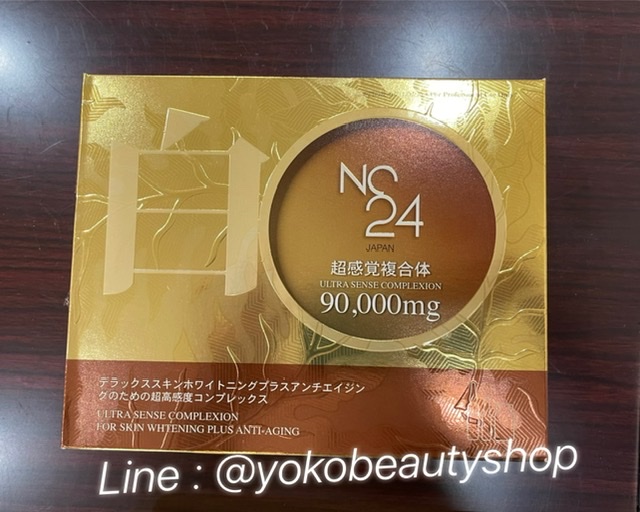 白
NC
24
JAPAN
超感覚複合体
ULTRA SENSE COMPLEXION
90,000mg
デラックススキンホワイトニングプラスアンチエイジン
グのための超高感度コンプレックス
ULTRA SENSE COMPLEXION
FOR SKIN WHTENING PLUS ANTI-AGING
Line : @yokobeautyshop